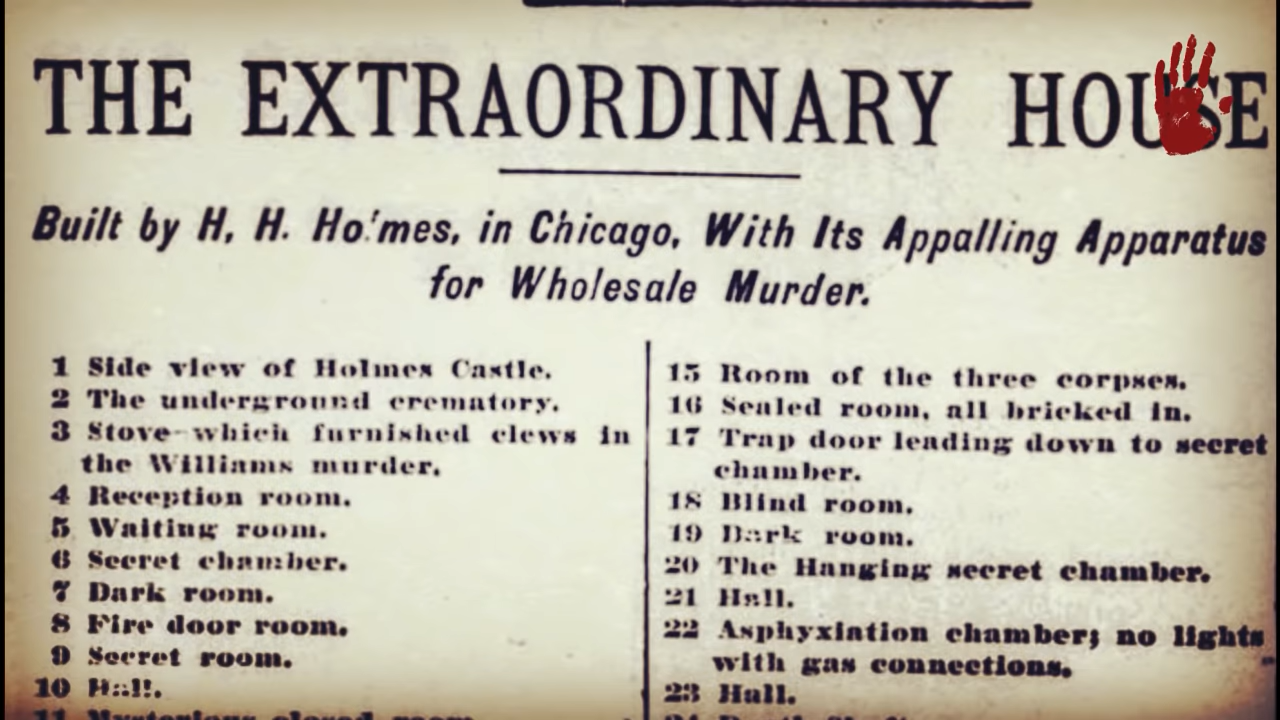 THE EXTRAORDINARY HOUSE
Built by H. H. Holmes, in Chicago, With Its Appalling Apparatus
for Wholesale Murder.
1 Side view of Holmes Castle.
2 The underground crematory.
3 Stove which furnished clews in
the Williams murder.
4 Reception room.
5 Waiting room.
6 Secret chamber.
7 Dark room.
8 Fire door room.
9 Secret room.
10 Hall.
11 Mysterious closed room
15 Room of the three corpses.
16 Sealed room, all bricked in.
17 Trap door leading down to secret
chamber.
18 Blind room.
19 Dark room.
20 The Hanging secret chamber.
21 Hall.
22 Asphyxiation chamber; no lights
with gas connections.
23 Hall.